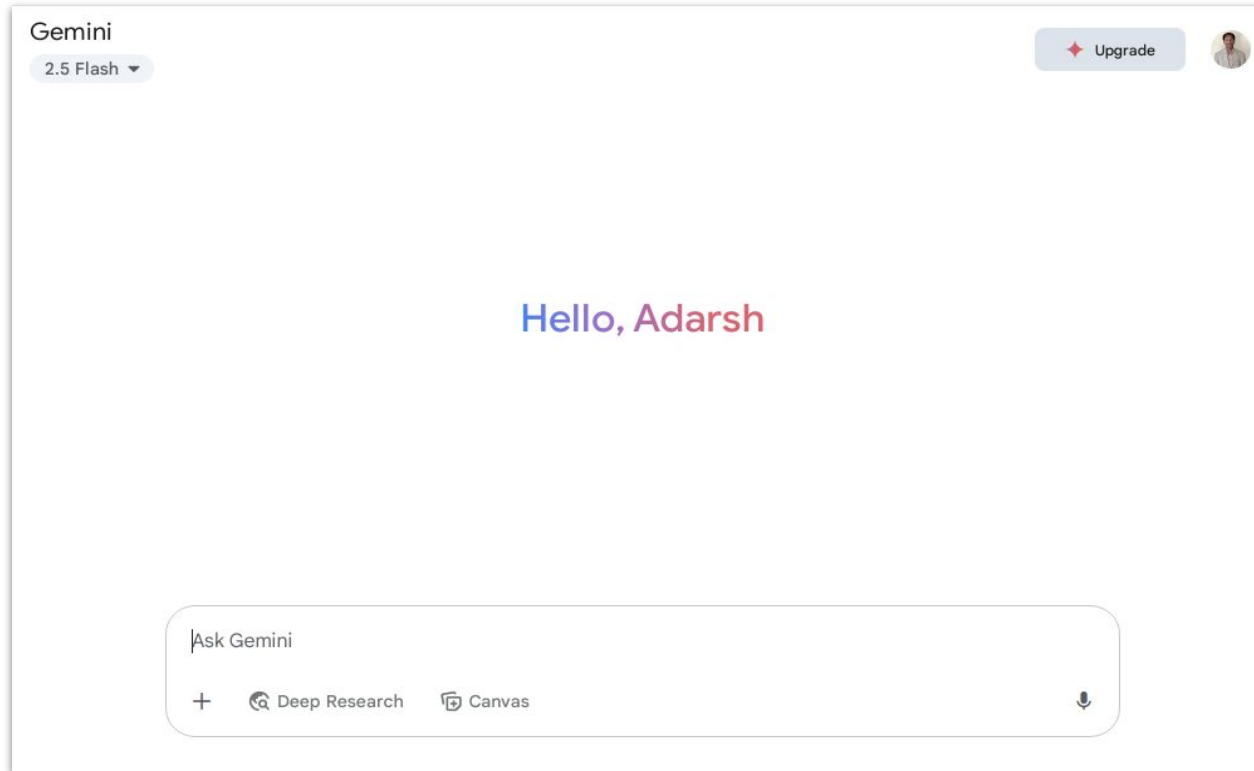 Gemini
2.5 Flash
Upgrade
Hello, Adarsh
Ask Gemini
Deep Research Canvas